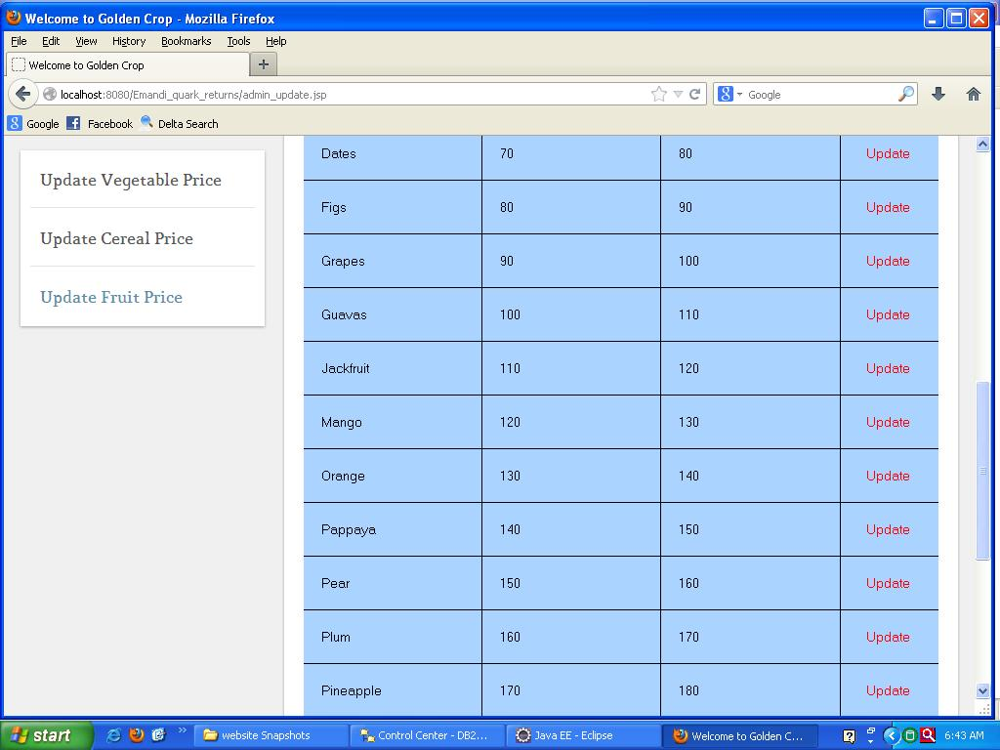 Welcome to Golden Crop - Mozilla Firefox
File Edit View History Bookmarks Tools Help
Welcome to Golden Crop
localhost:8080/Emandi_quark_returns/admin_update.jsp Google
Google Facebook Delta Search
Update Vegetable Price
Update Cereal Price
Update Fruit Price
Dates 70 80 Update
Figs 80 90 Update
Grapes 90 100 Update
Guavas 100 110 Update
Jackfruit 110 120 Update
Mango 120 130 Update
Orange 130 140 Update
Pappaya 140 150 Update
Pear 150 160 Update
Plum 160 170 Update
Pineapple 170 180 Update
start website Snapshots Control Center - DB2... Java EE - Eclipse Welcome to Golden C... 6:43 AM